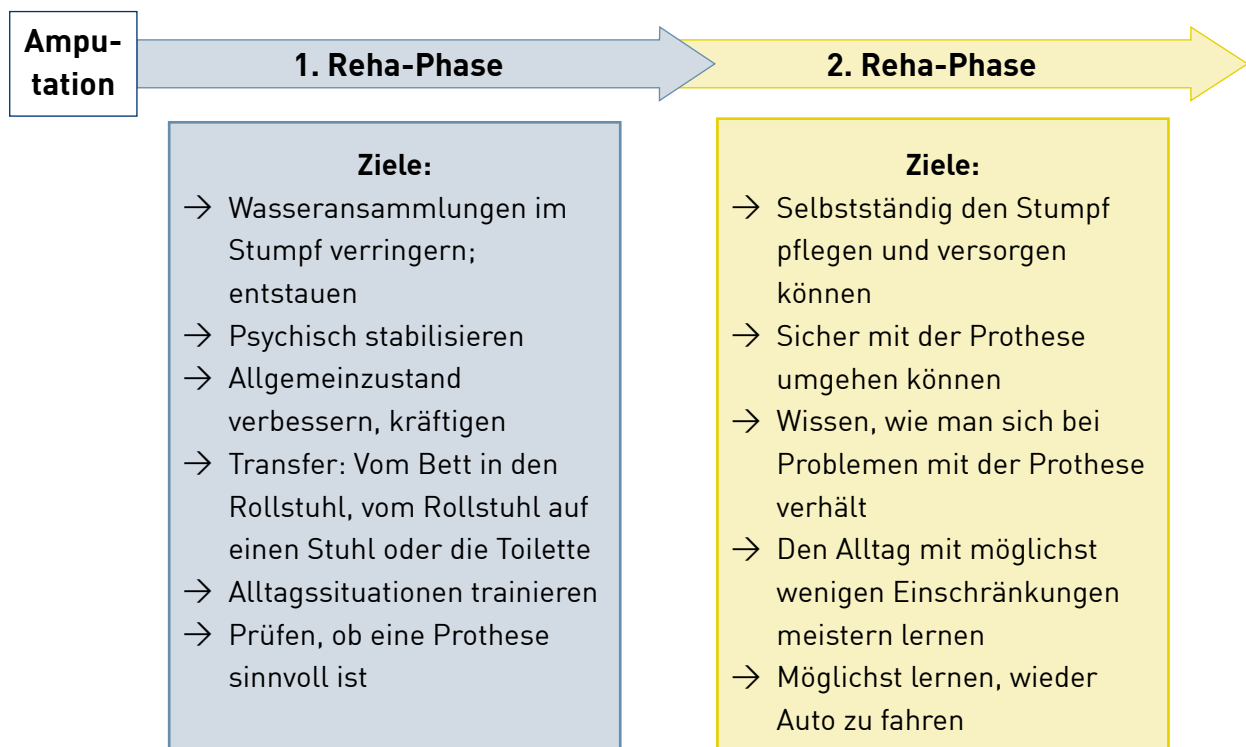 Ampu-
tation
1. Reha-Phase
2. Reha-Phase
Ziele:
→ Wasseransammlungen im
Stumpf verringern;
entstauen
→ Psychisch stabilisieren
→ Allgemeinzustand
verbessern, kräftigen
→ Transfer: Vom Bett in den
Rollstuhl, vom Rollstuhl auf
einen Stuhl oder die Toilette
→ Alltagssituationen trainieren
→ Prüfen, ob eine Prothese
sinnvoll ist
Ziele:
→ Selbstständig den Stumpf
pflegen und versorgen
können
→ Sicher mit der Prothese
umgehen können
→ Wissen, wie man sich bei
Problemen mit der Prothese
verhält
→ Den Alltag mit möglichst
wenigen Einschränkungen
meistern lernen
→ Möglichst lernen, wieder
Auto zu fahren